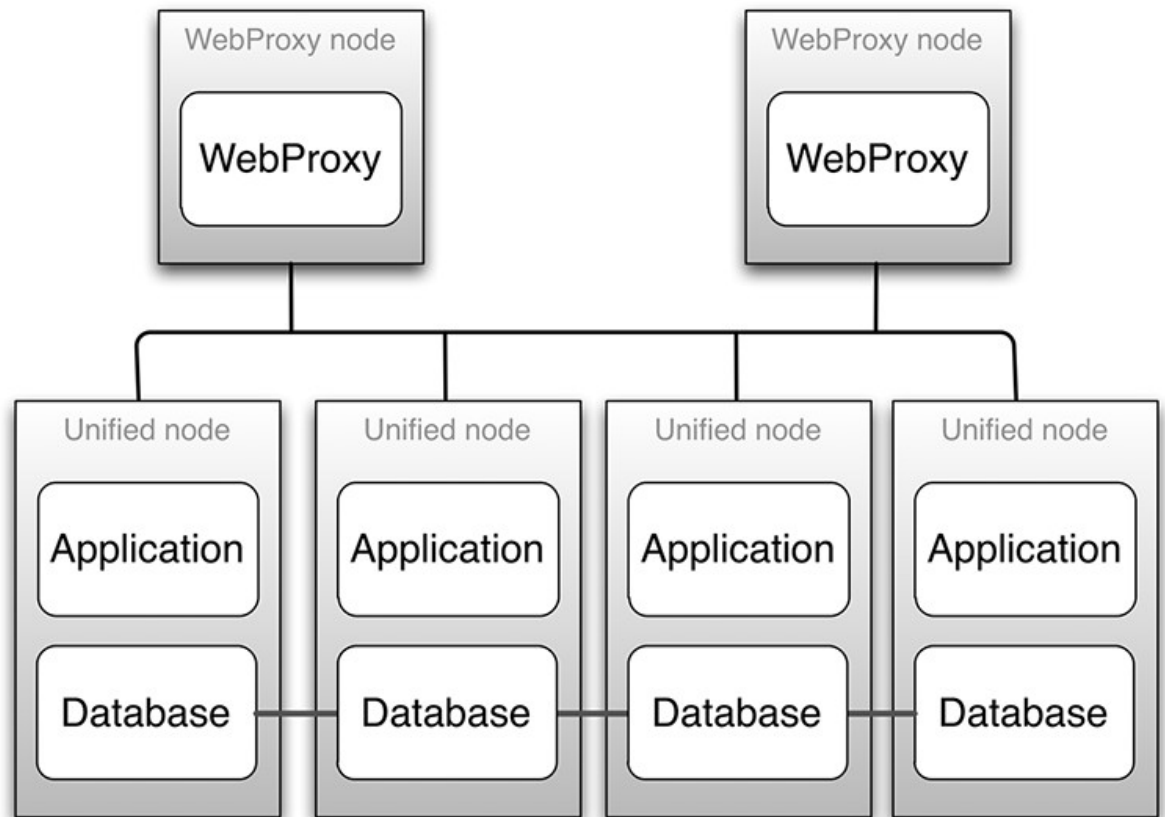 WebProxy node
WebProxy node
WebProxy
WebProxy
Unified node
Unified node
Unified node
Unified node
Application
Application
Application
Application
Database
Database
Database
Database